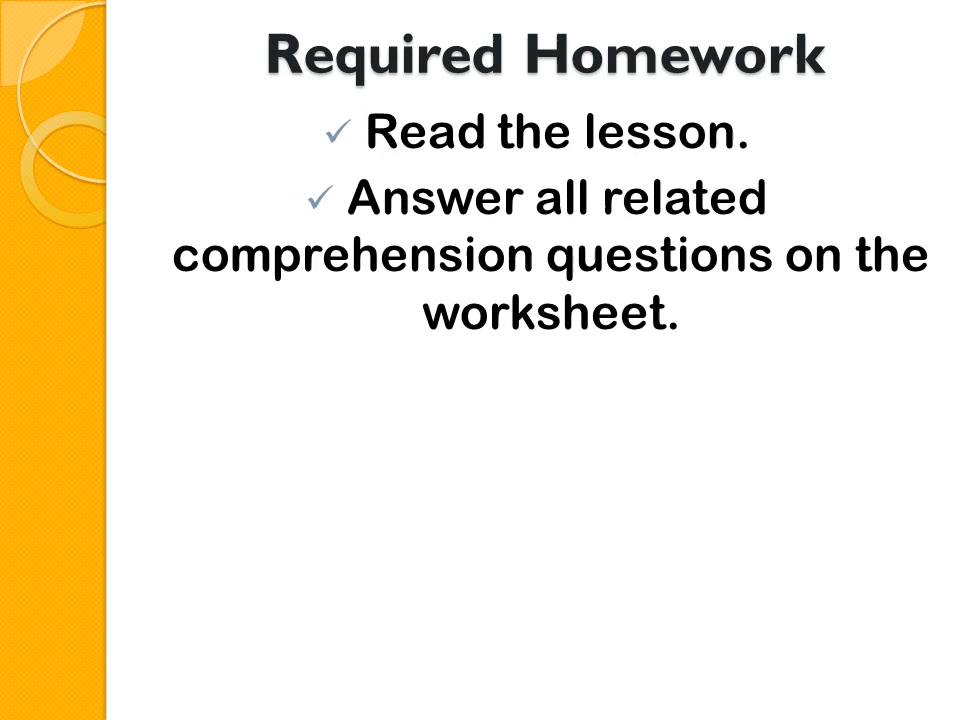 Required Homework
✓ Read the lesson.
✓ Answer all related
comprehension questions on the
worksheet.